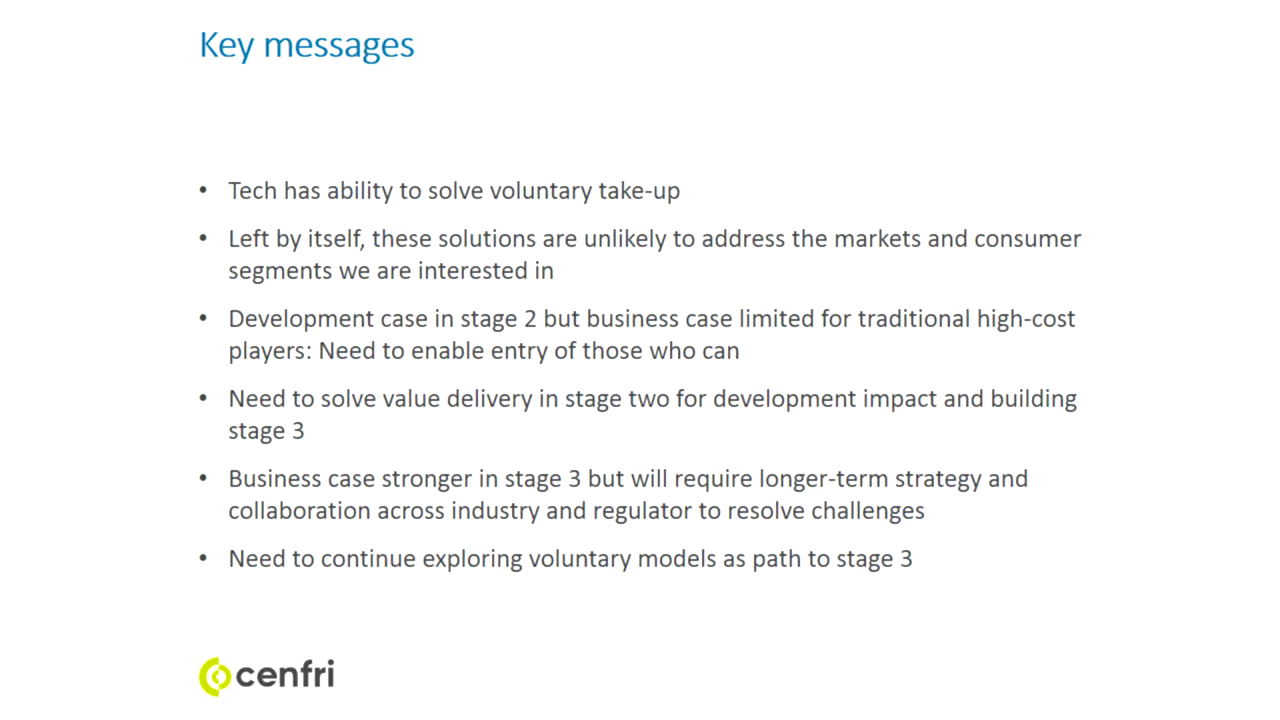 Key messages
• Tech has ability to solve voluntary take-up
• Left by itself, these solutions are unlikely to address the markets and consumer
segments we are interested in
• Development case in stage 2 but business case limited for traditional high-cost
players: Need to enable entry of those who can
• Need to solve value delivery in stage two for development impact and building
stage 3
• Business case stronger in stage 3 but will require longer-term strategy and
collaboration across industry and regulator to resolve challenges
• Need to continue exploring voluntary models as path to stage 3
cenfri